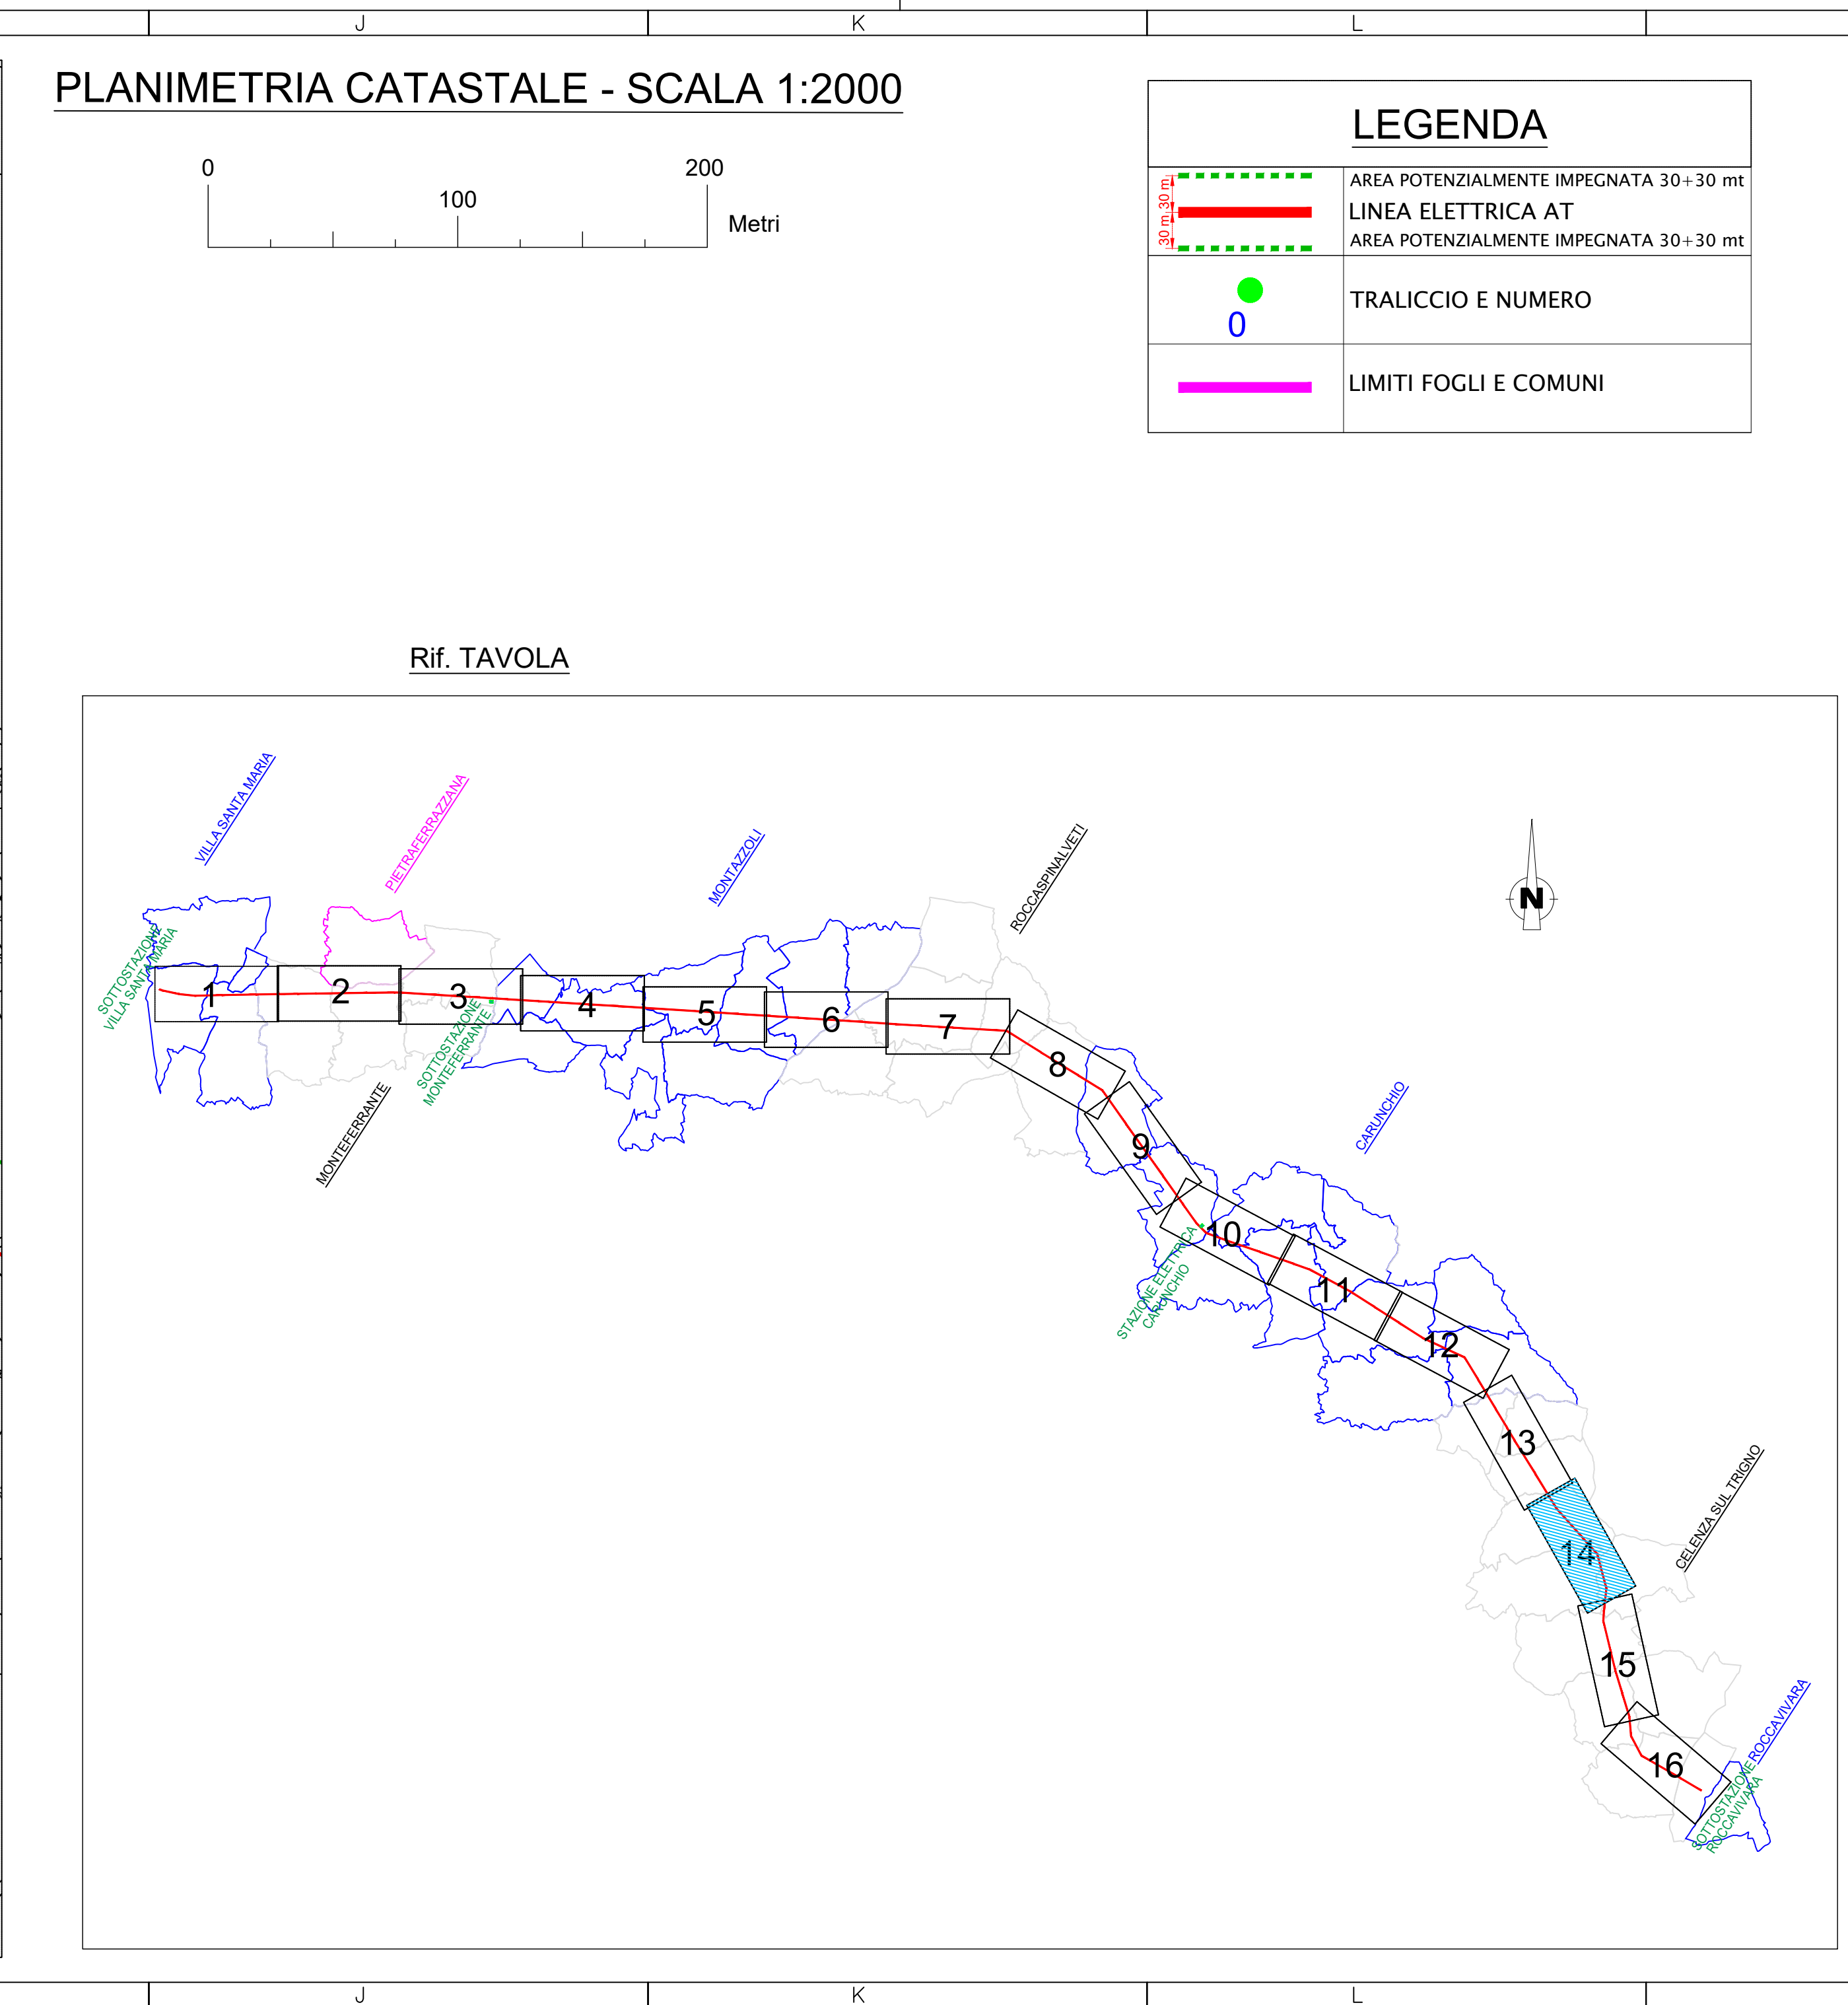 J
K
L
PLANIMETRIA CATASTALE - SCALA 1:2000
0
100
200
Metri
LEGENDA
30 m
30 m
AREA POTENZIALMENTE IMPEGNATA 30+30 mt
LINEA ELETTRICA AT
AREA POTENZIALMENTE IMPEGNATA 30+30 mt
0
TRALICCIO E NUMERO
LIMITI FOGLI E COMUNI
Rif. TAVOLA
VILLA SANTA MARIA
PIETRAFERRAZZANA
MONTAZZOLI
ROCCASPINALVETI
N
SOTTOSTAZIONE
VILLA SANTA MARIA
1
2
3
4
5
6
7
8
SOTTOSTAZIONE
MONTEFERRANTE
MONTEFERRANTE
CARUNCHIO
9
10
STAZIONE ELETTRICA
CARUNCHIO
11
12
13
CELENZA SUL TRIGNO
14
15
16
ROCCAVIVARA
SOTTOSTAZIONE
ROCCAVIVARA
J
K
L